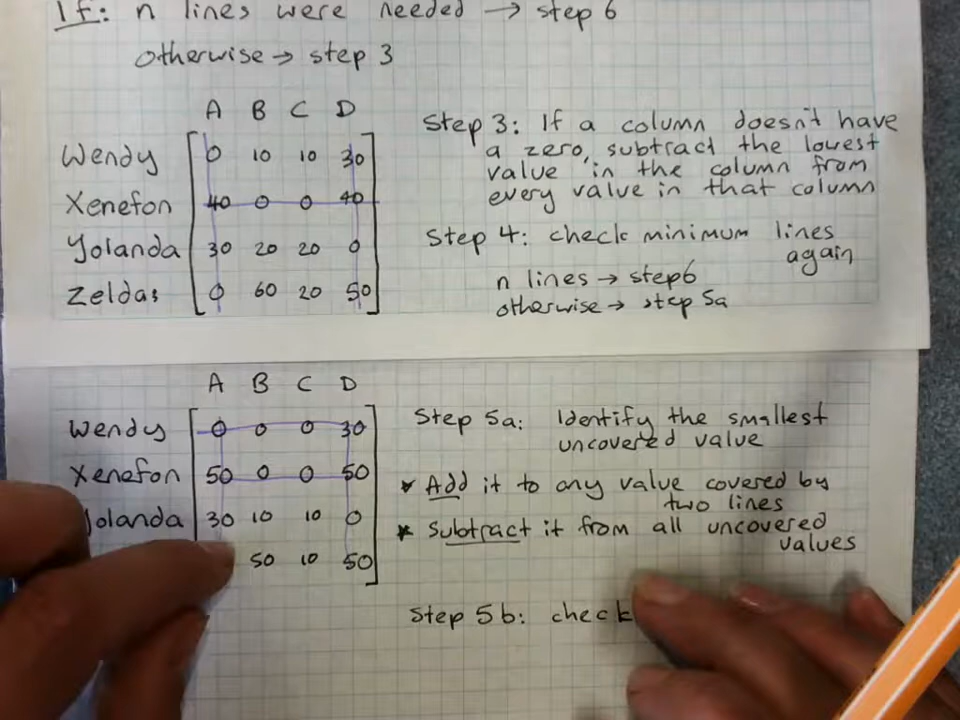 If: n lines were needed → step 6
otherwise → step 3
A B C D
Wendy 0 10 10 30
Xenefon 40 0 0 40
Yolanda 30 20 20 0
Zeldas 0 60 20 50
Step 3: If a column doesn't have
a zero, subtract the lowest
value in the column from
every value in that column
Step 4: check minimum lines
again
n lines → step6
otherwise → step 5a
A B C D
Wendy 0 0 0 30
Xenefon 50 0 0 50
Yolanda 30 10 10 0
50 10 50
Step 5a: Identify the smallest
uncovered value
* Add it to any value covered by
two lines
* Subtract it from all uncovered
values
Step 5b: check